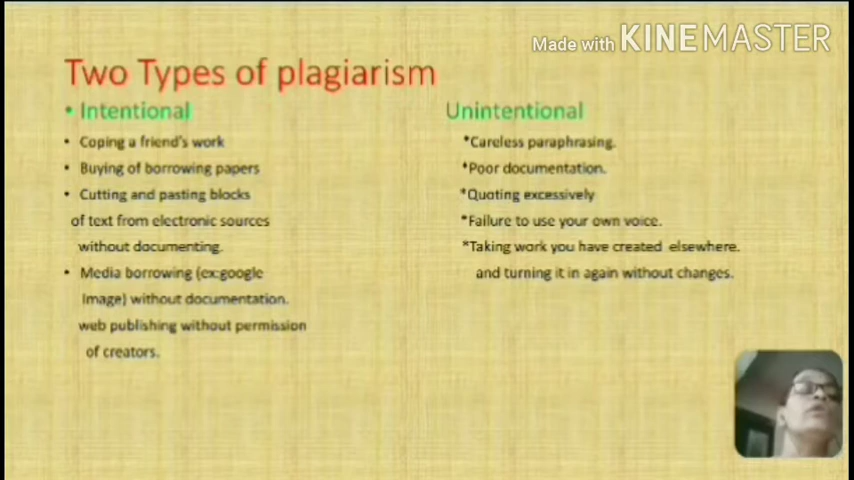 Made with KINEMASTER
Two Types of plagiarism
• Intentional
• Coping a friend's work
• Buying of borrowing papers
• Cutting and pasting blocks
of text from electronic sources
without documenting.
• Media borrowing (ex:google
Image) without documentation.
web publishing without permission
of creators.
Unintentional
*Careless paraphrasing.
*Poor documentation.
*Quoting excessively
*Failure to use your own voice.
*Taking work you have created elsewhere.
and turning it in again without changes.